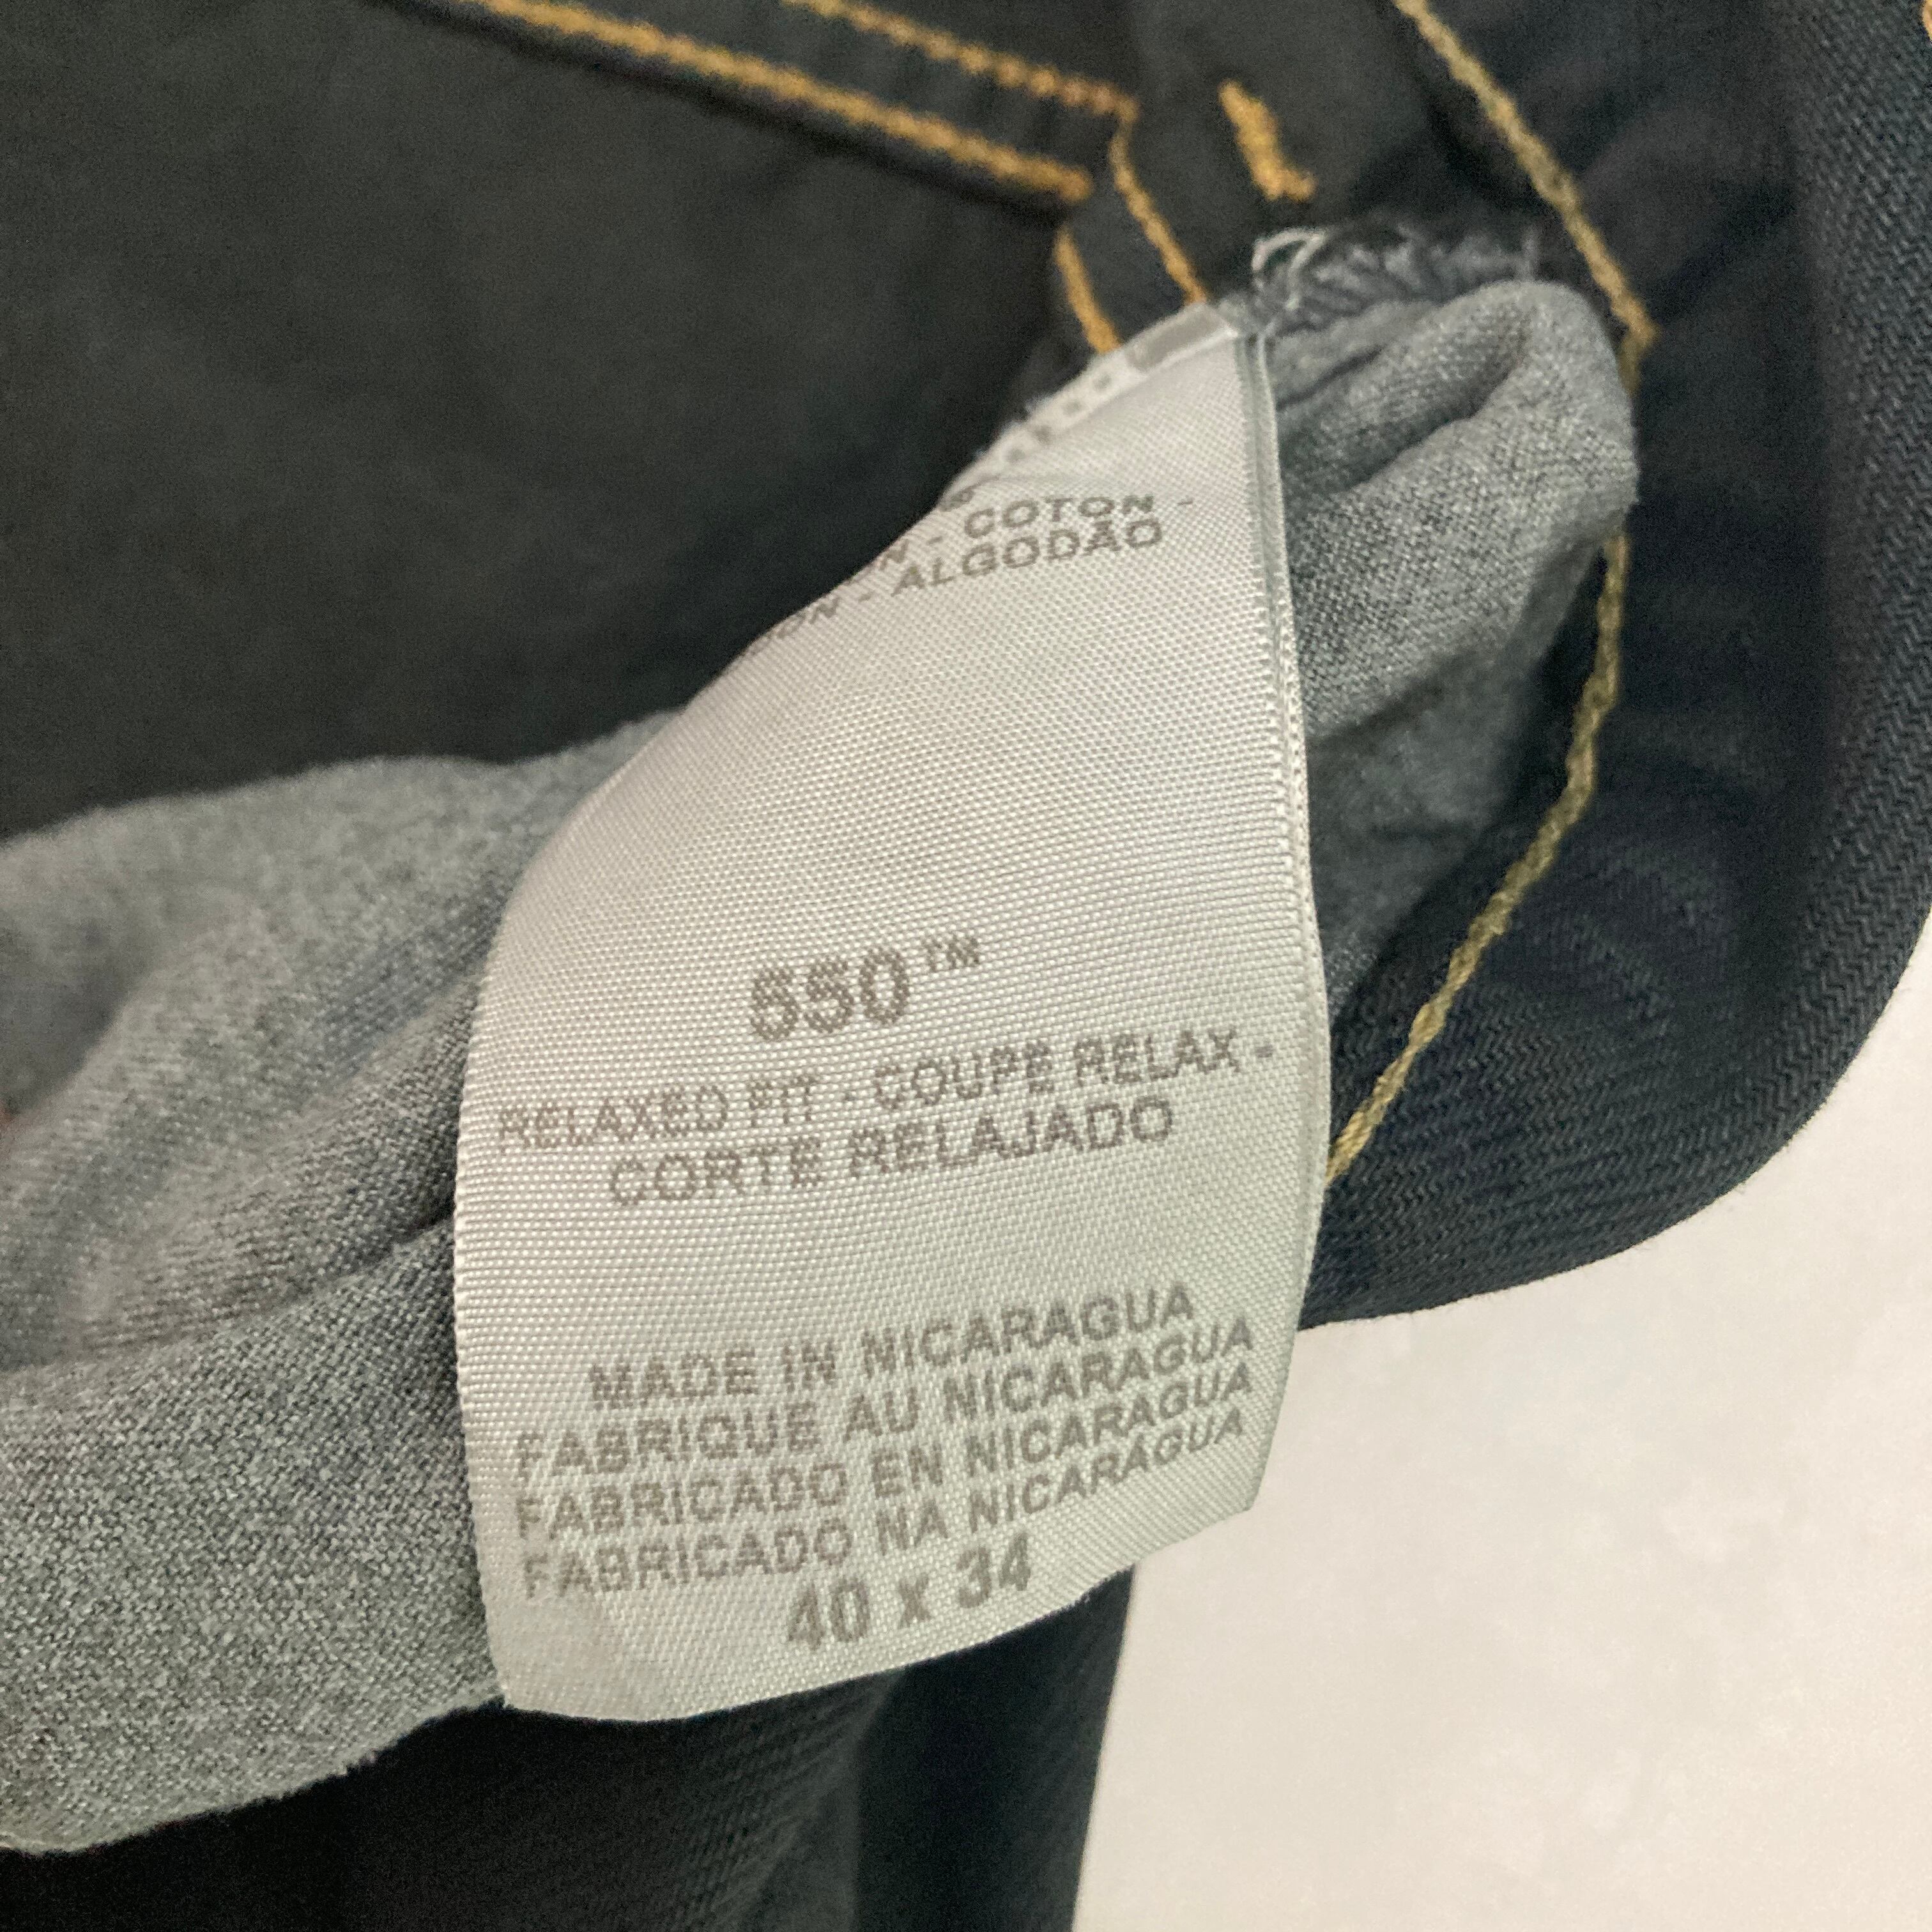 - COTON -
- ALGODÃO
550™
RELAXED FIT - COUPE RELAX -
CORTE RELAJADO
MADE IN NICARAGUA
FABRIQUE AU NICARAGUA
FABRICADO EN NICARAGUA
FABRICADO NA NICARÁGUA
40 x 34